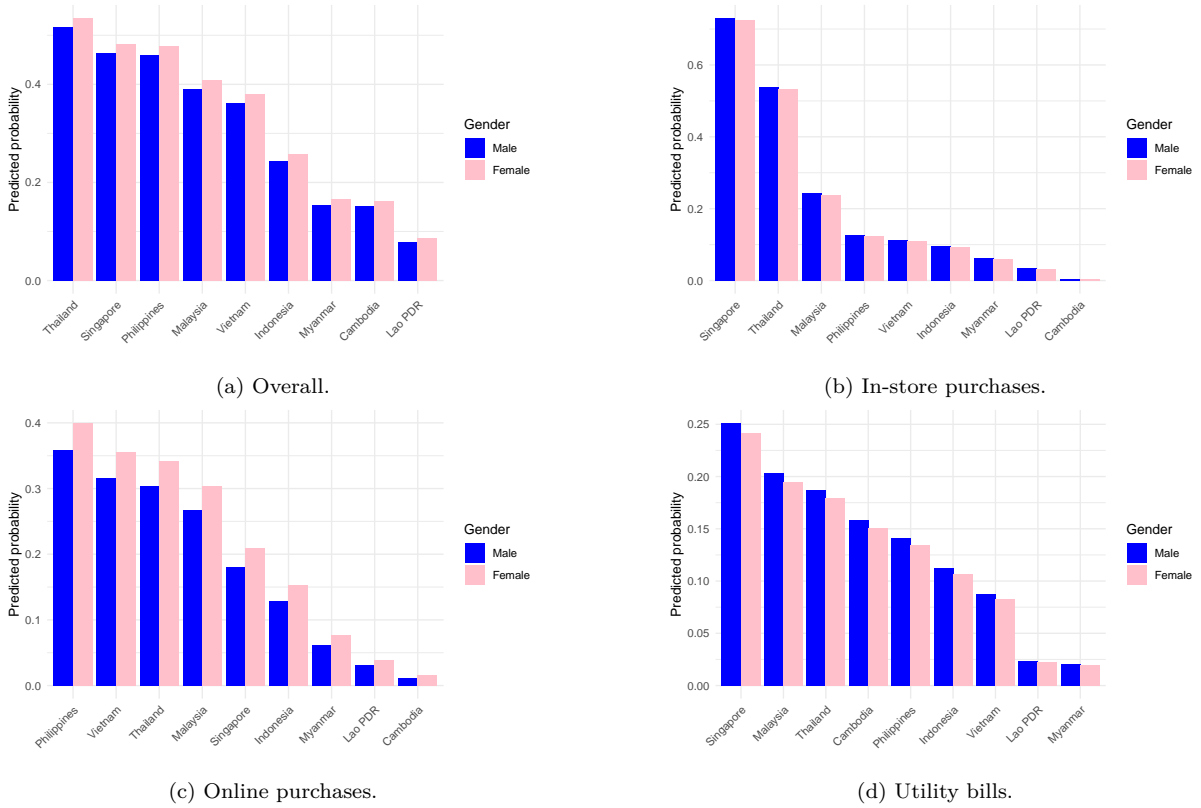 Predicted probability
0.4
0.2
0.0
Thailand
Singapore
Philippines
Malaysia
Vietnam
Indonesia
Myanmar
Cambodia
Lao PDR
Gender
Male
Female
(a) Overall.
Predicted probability
0.6
0.4
0.2
0.0
Singapore
Thailand
Malaysia
Philippines
Vietnam
Indonesia
Myanmar
Lao PDR
Cambodia
Gender
Male
Female
(b) In-store purchases.
Predicted probability
0.4
0.3
0.2
0.1
0.0
Philippines
Vietnam
Thailand
Malaysia
Singapore
Indonesia
Myanmar
Lao PDR
Cambodia
Gender
Male
Female
(c) Online purchases.
Predicted probability
0.25
0.20
0.15
0.10
0.05
0.00
Singapore
Malaysia
Thailand
Cambodia
Philippines
Indonesia
Vietnam
Lao PDR
Myanmar
Gender
Male
Female
(d) Utility bills.